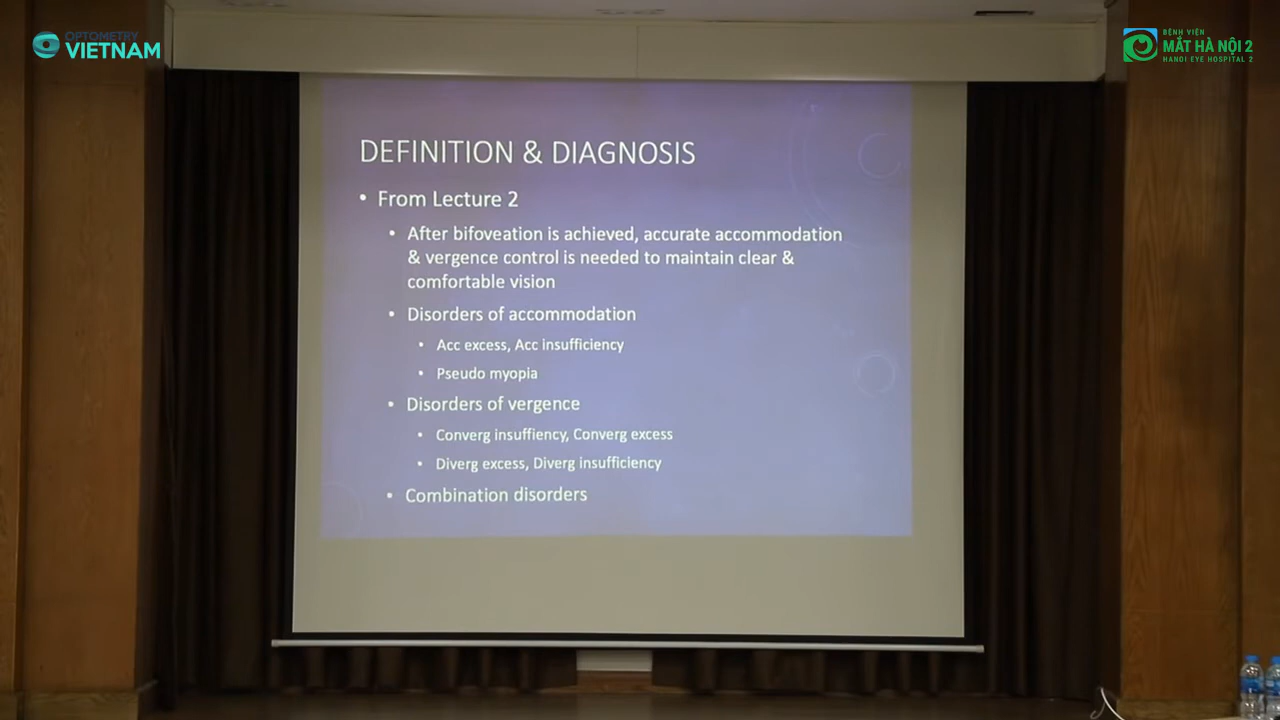 OPTOMETRY
VIETNAM
BỆNH VIỆN
MẮT HÀ NỘI 2
HANOI EYE HOSPITAL 2
DEFINITION & DIAGNOSIS
• From Lecture 2
• After bifoveation is achieved, accurate accommodation
& vergence control is needed to maintain clear &
comfortable vision
• Disorders of accommodation
• Acc excess, Acc insufficiency
• Pseudo myopia
• Disorders of vergence
• Converg insuffiency, Converg excess
• Diverg excess, Diverg insufficiency
• Combination disorders